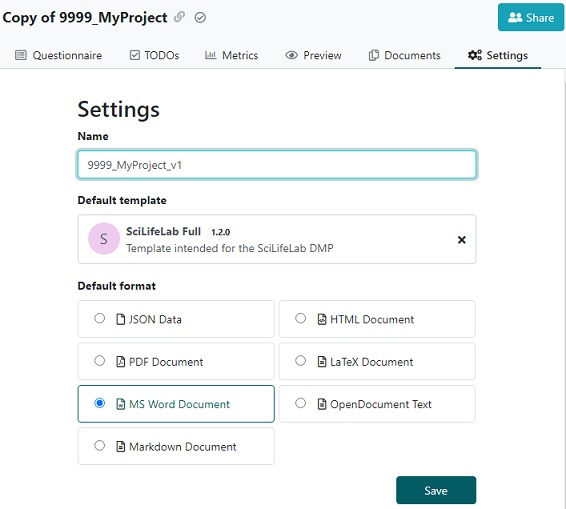 Copy of 9999_MyProject
Share
Questionnaire TODOs Metrics Preview Documents Settings
Settings
Name
9999_MyProject_v1
Default template
S
SciLifeLab Full 1.2.0
Template intended for the SciLifeLab DMP
Default format
JSON Data HTML Document
PDF Document LaTeX Document
MS Word Document OpenDocument Text
Markdown Document
Save